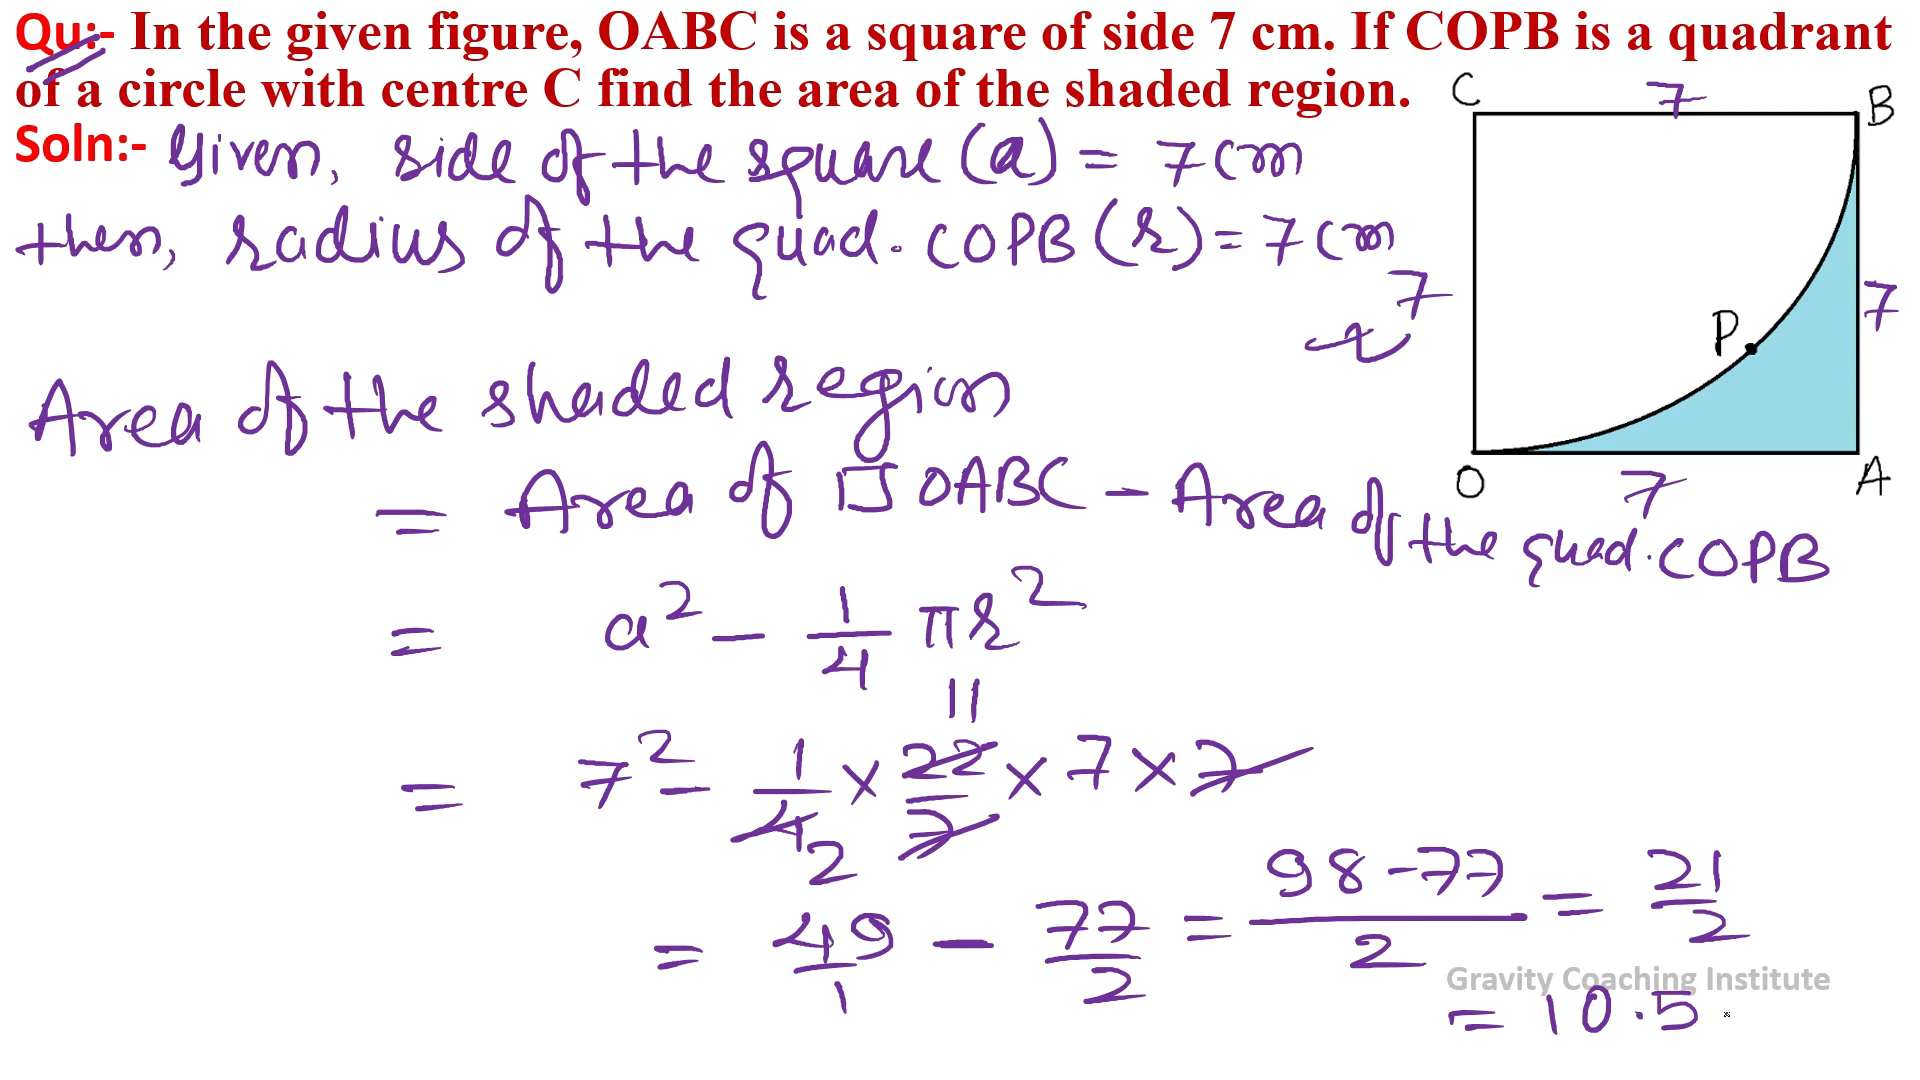 Qu:- In the given figure, OABC is a square of side 7 cm. If COPB is a quadrant
of a circle with centre C find the area of the shaded region.
Soln:- Given, side of the square (a) = 7 cm
then, radius of the quad. COPB (r) = 7 cm
C 7 B
7 7
P
O 7 A
Area of the shaded region
= Area of □ OABC - Area of the quad. COPB
= a² - 1/4 πr²
11
= 7² - 1/4 × 22/7 × 7 × 7
2
= 49/1 - 77/2 = 98-77/2 = 21/2
Gravity Coaching Institute
= 10.5